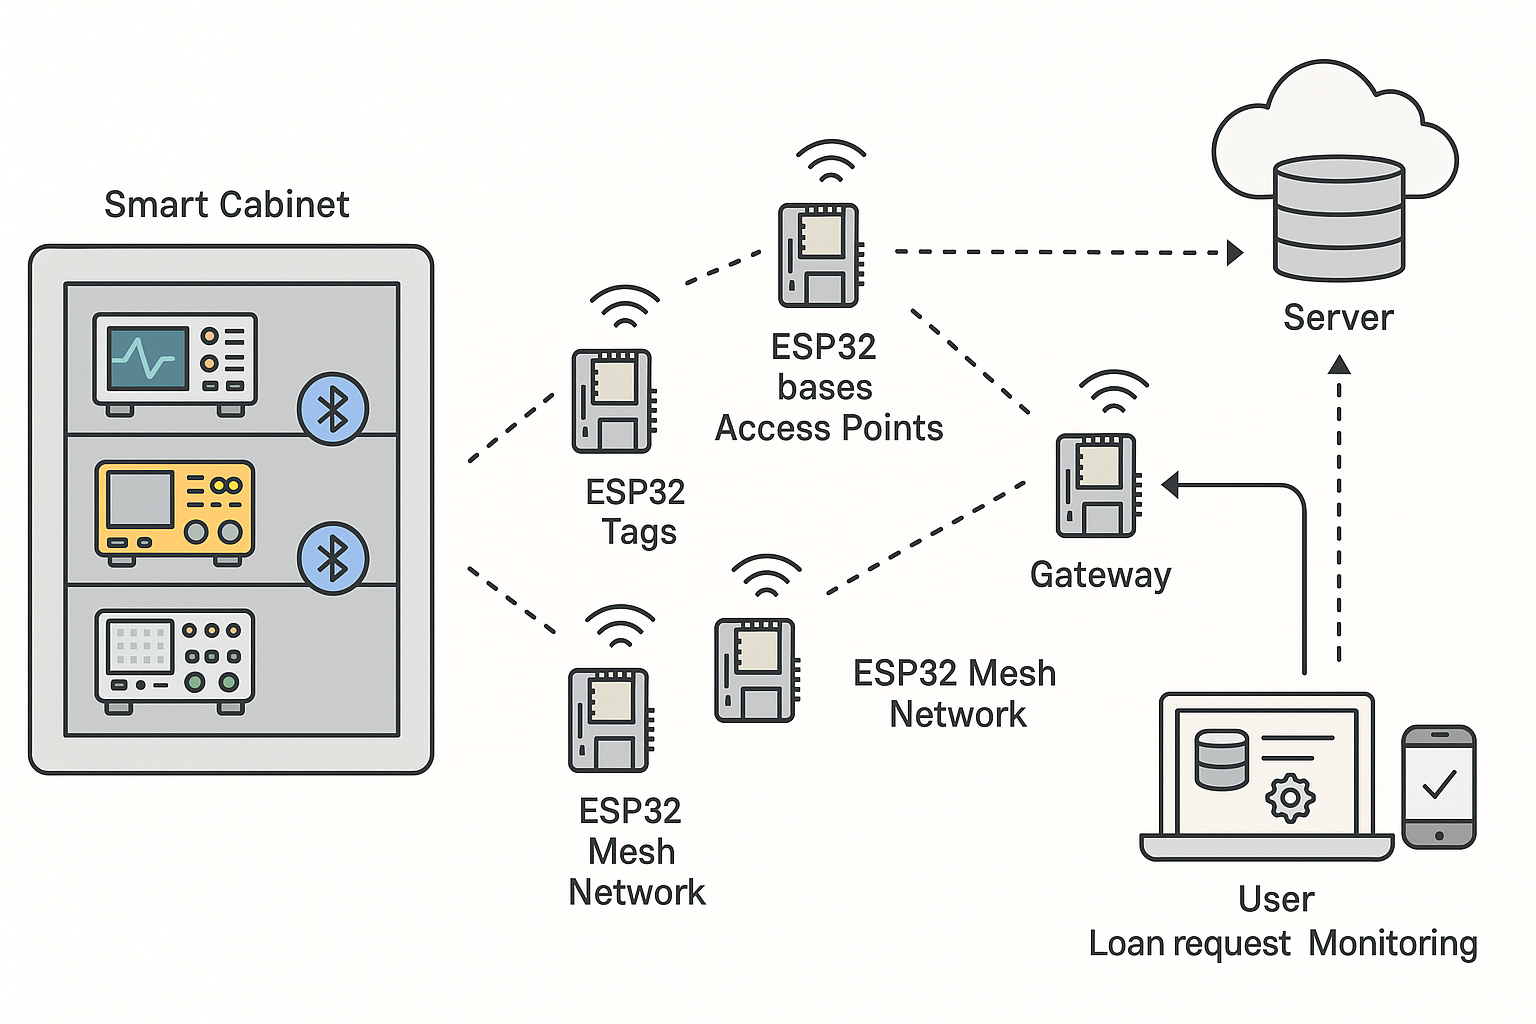 Smart Cabinet
ESP32
Tags
ESP32
bases
Access Points
Server
Gateway
ESP32
Mesh
Network
ESP32 Mesh
Network
User
Loan request Monitoring